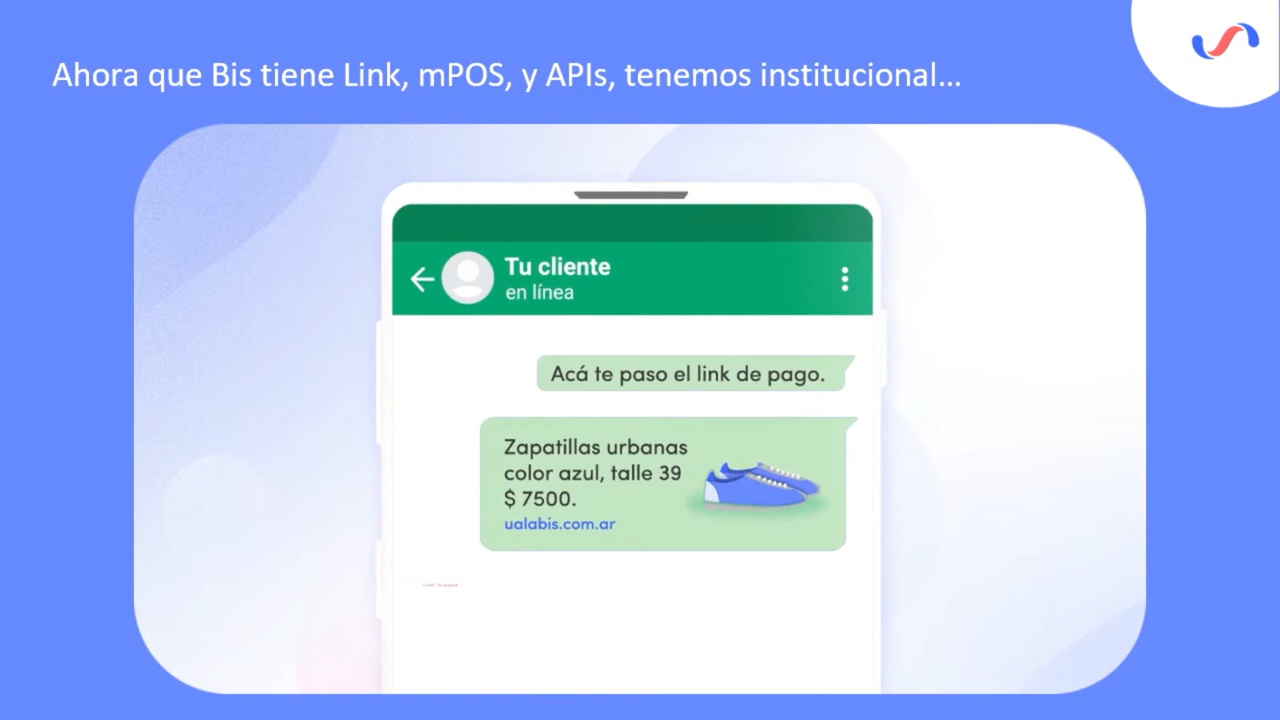 Ahora que Bis tiene Link, mPOS, y APIs, tenemos institucional...
Tu cliente
en línea
Acá te paso el link de pago.
Zapatillas urbanas
color azul, talle 39
$ 7500.
ualabis.com.ar